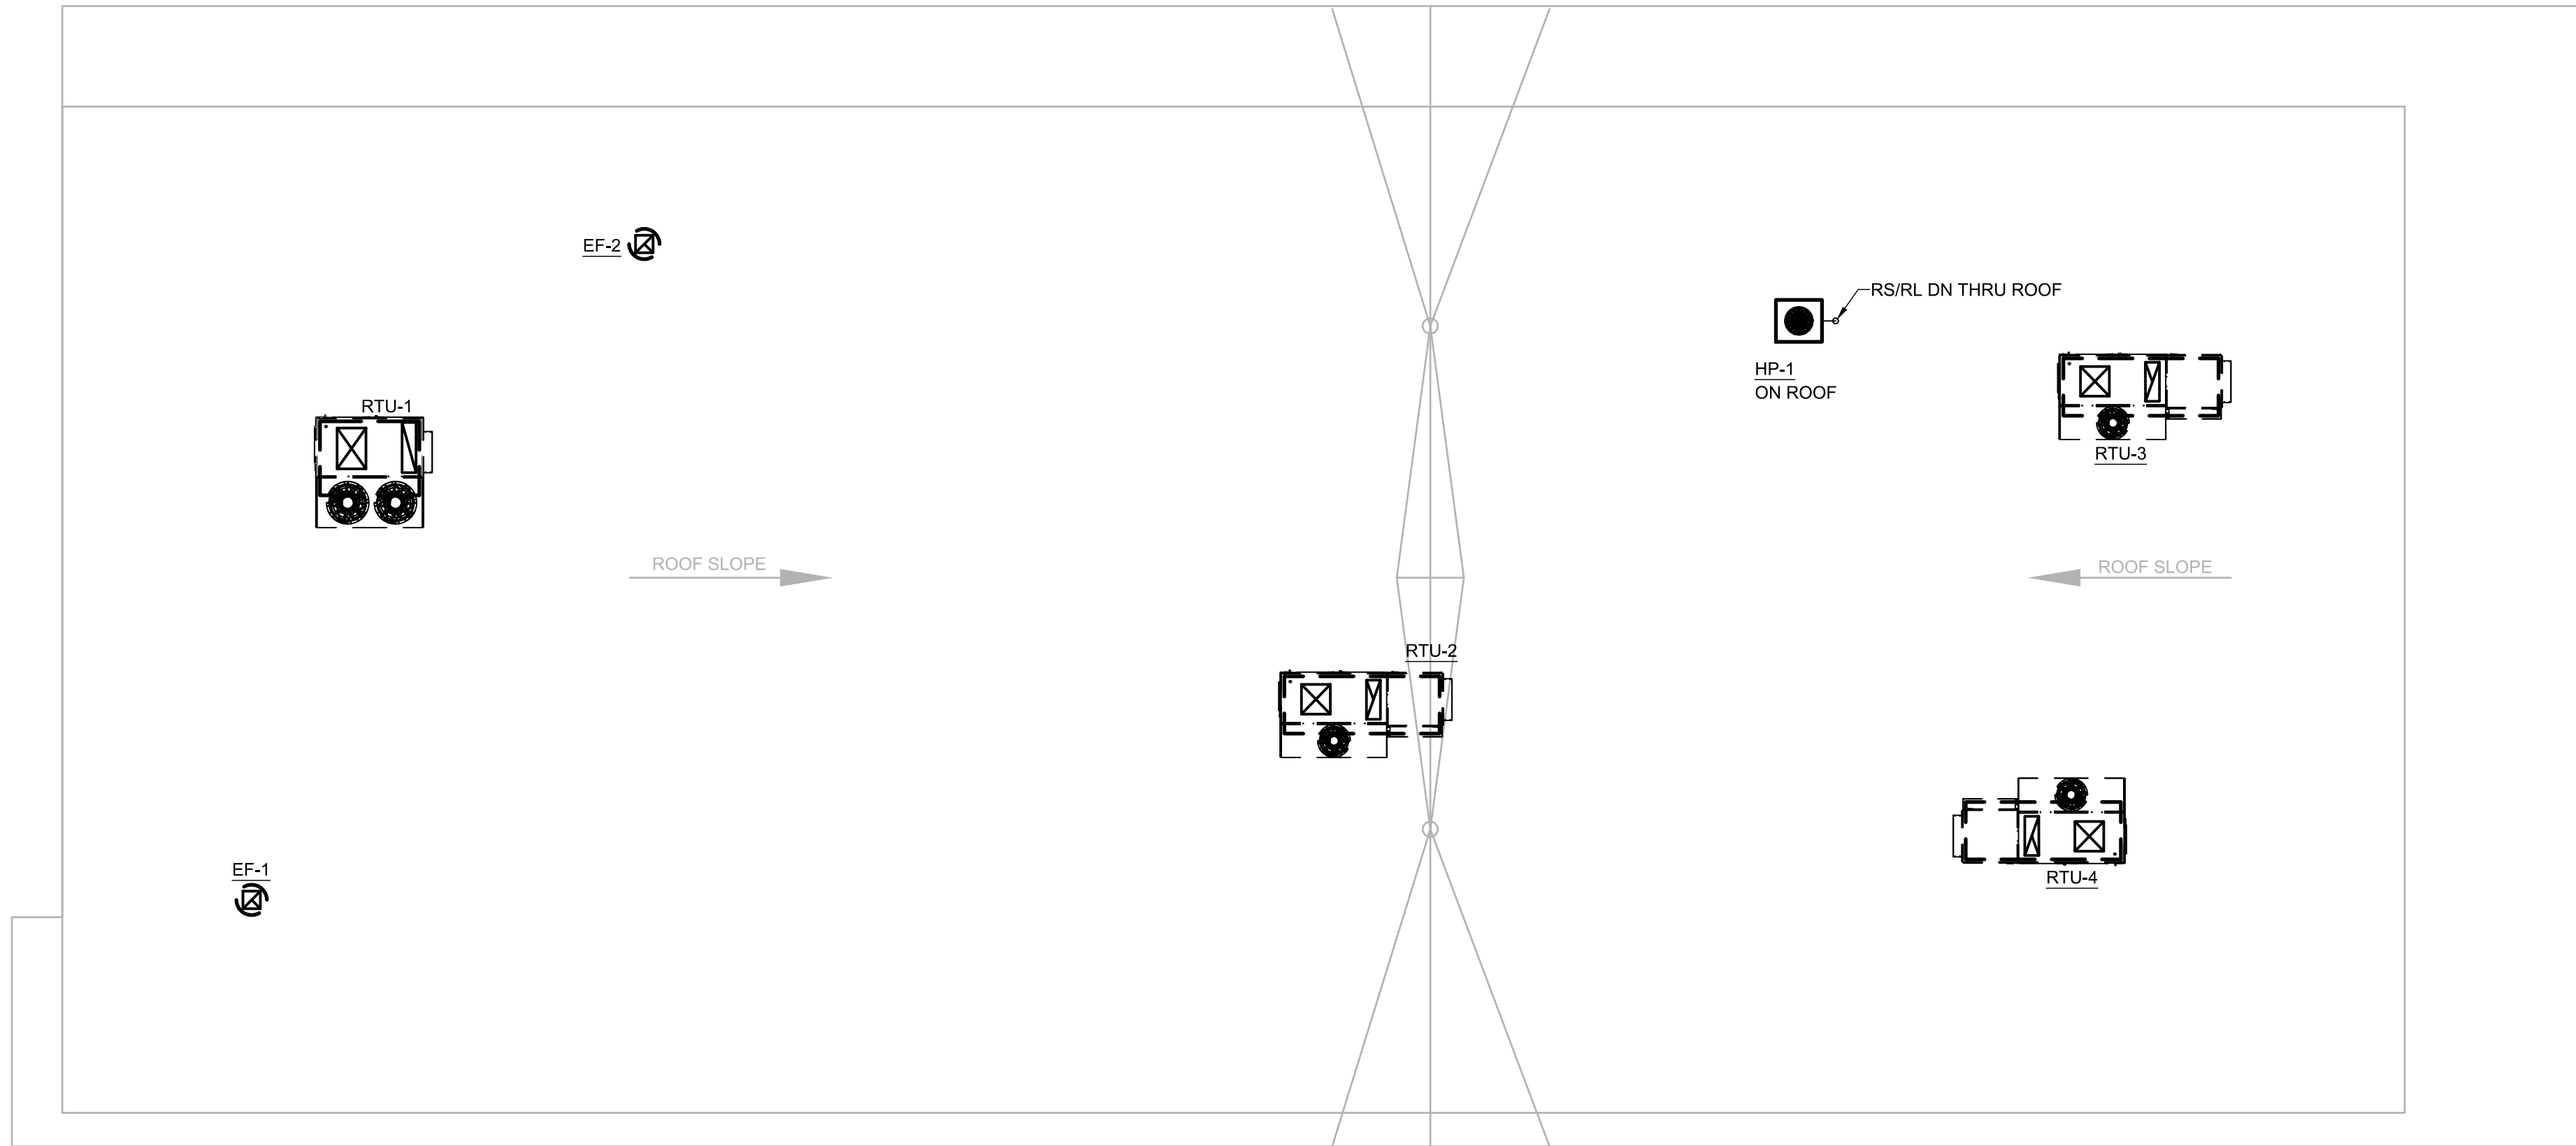 EF-2
RS/RL DN THRU ROOF
HP-1
ON ROOF
RTU-1
RTU-3
ROOF SLOPE
ROOF SLOPE
RTU-2
EF-1
RTU-4